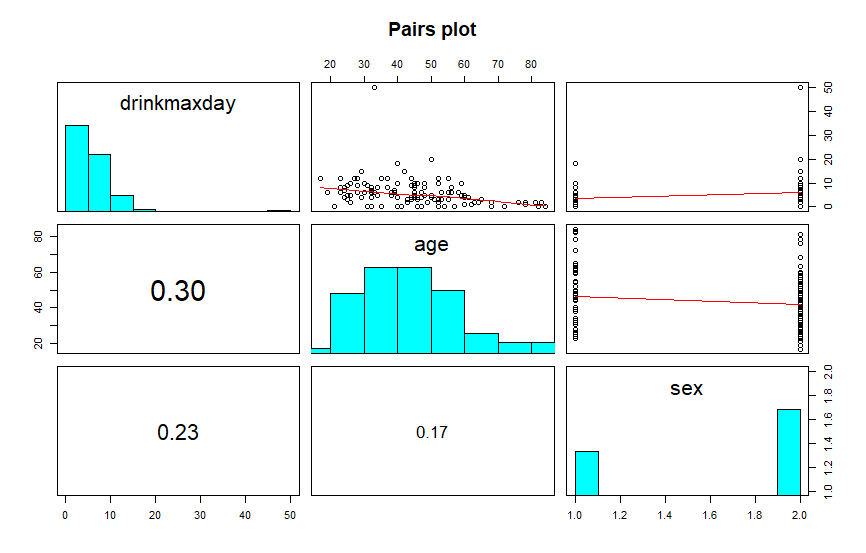 Pairs plot
20 30 40 50 60 70 80
drinkmaxday
0 10 20 30 40 50
20 40 60 80
0.30
age
0.23
0.17
sex
1.0 1.2 1.4 1.6 1.8 2.0
0 10 20 30 40 50
1.0 1.2 1.4 1.6 1.8 2.0